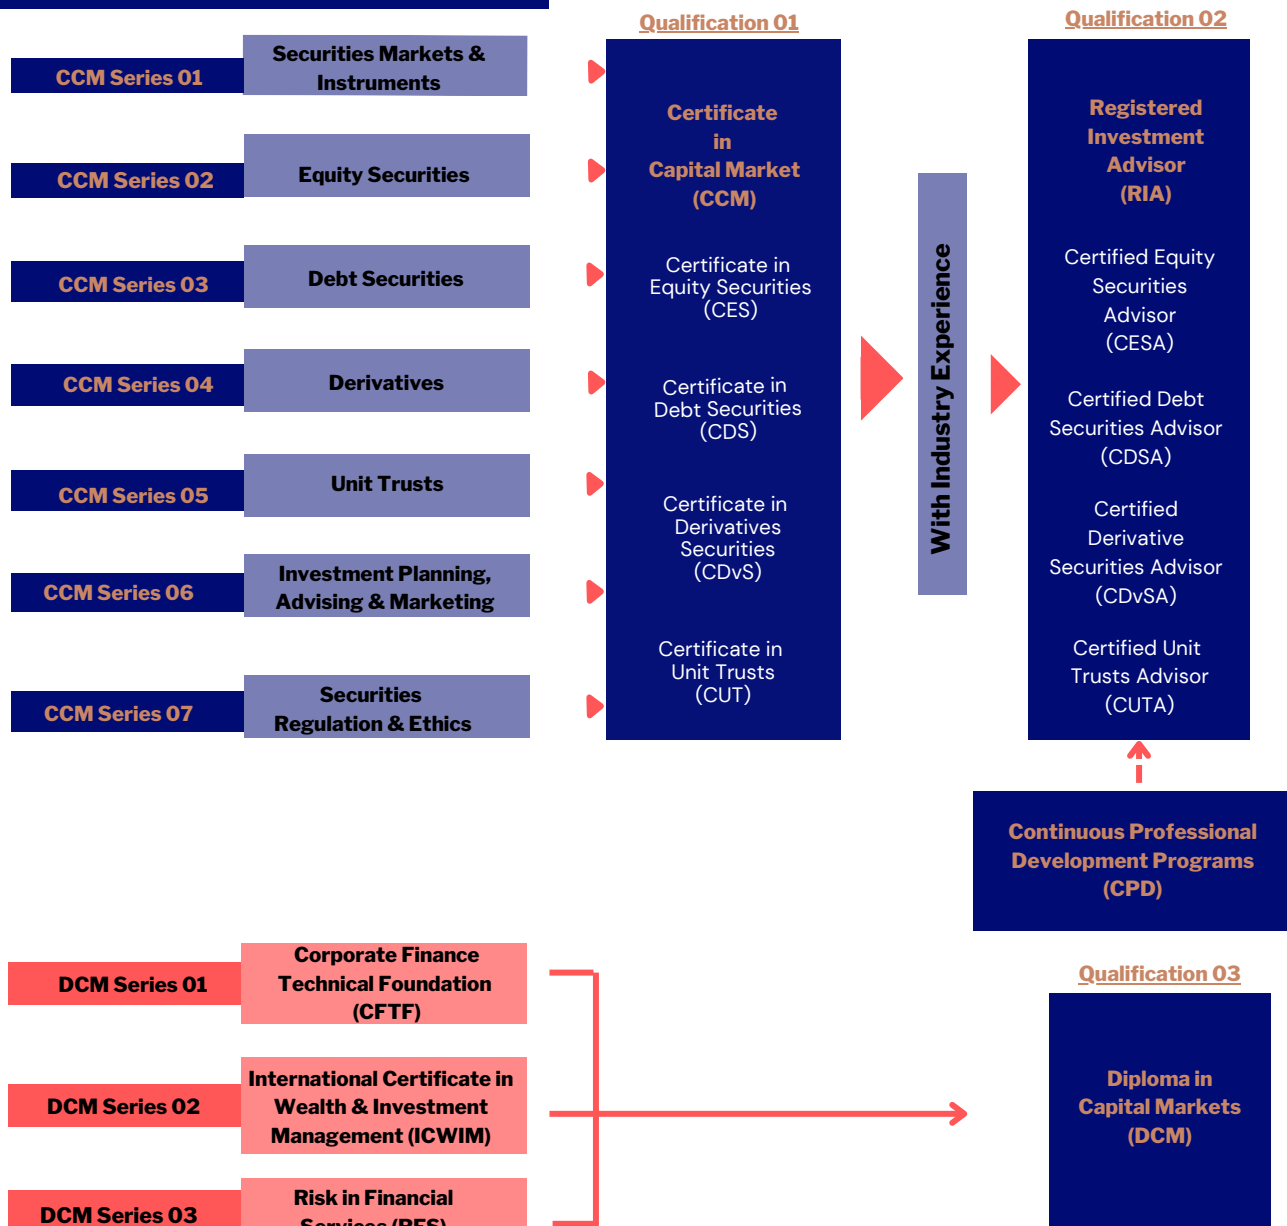 Qualification 01
Qualification 02
CCM Series 01
Securities Markets &
Instruments
CCM Series 02
Equity Securities
CCM Series 03
Debt Securities
CCM Series 04
Derivatives
CCM Series 05
Unit Trusts
CCM Series 06
Investment Planning,
Advising & Marketing
CCM Series 07
Securities
Regulation & Ethics
Certificate
in
Capital Market
(CCM)
Certificate in
Equity Securities
(CES)
Certificate in
Debt Securities
(CDS)
Certificate in
Derivatives
Securities
(CDvS)
Certificate in
Unit Trusts
(CUT)
With Industry Experience
Registered
Investment
Advisor
(RIA)
Certified Equity
Securities
Advisor
(CESA)
Certified Debt
Securities Advisor
(CDSA)
Certified
Derivative
Securities Advisor
(CDvSA)
Certified Unit
Trusts Advisor
(CUTA)
Continuous Professional
Development Programs
(CPD)
DCM Series 01
Corporate Finance
Technical Foundation
(CFTF)
DCM Series 02
International Certificate in
Wealth & Investment
Management (ICWIM)
DCM Series 03
Risk in Financial
Services (RFS)
Qualification 03
Diploma in
Capital Markets
(DCM)